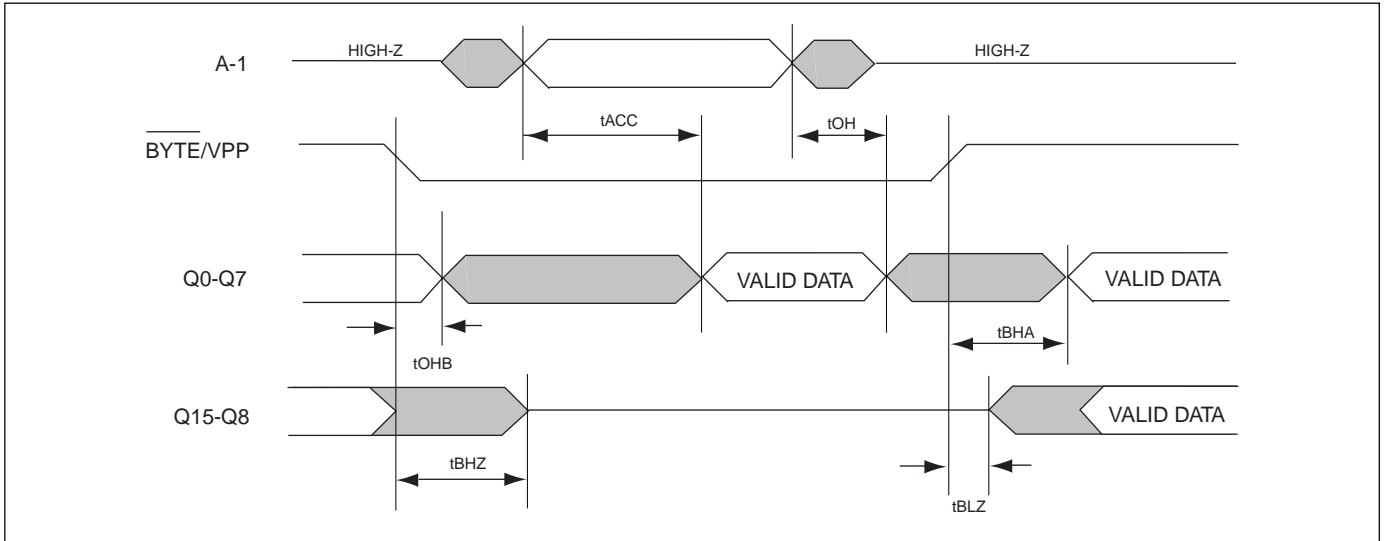 A-1
HIGH-Z
HIGH-Z
tACC
tOH
BYTE/VPP
Q0-Q7
VALID DATA
VALID DATA
tOHB
tBHA
Q15-Q8
VALID DATA
tBHZ
tBLZ